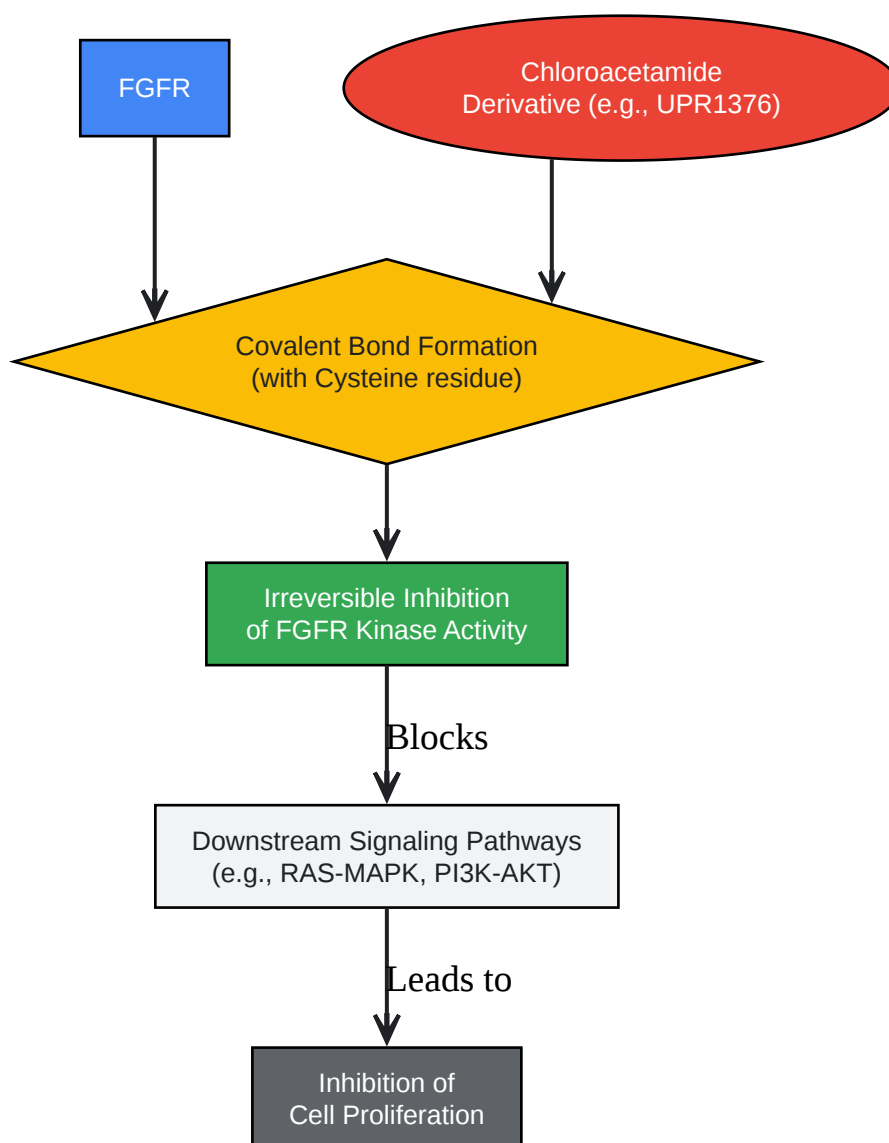 FGFR
Chloroacetamide
Derivative (e.g., UPR1376)
Covalent Bond Formation
(with Cysteine residue)
Irreversible Inhibition
of FGFR Kinase Activity
Blocks
Downstream Signaling Pathways
(e.g., RAS-MAPK, PI3K-AKT)
Leads to
Inhibition of
Cell Proliferation